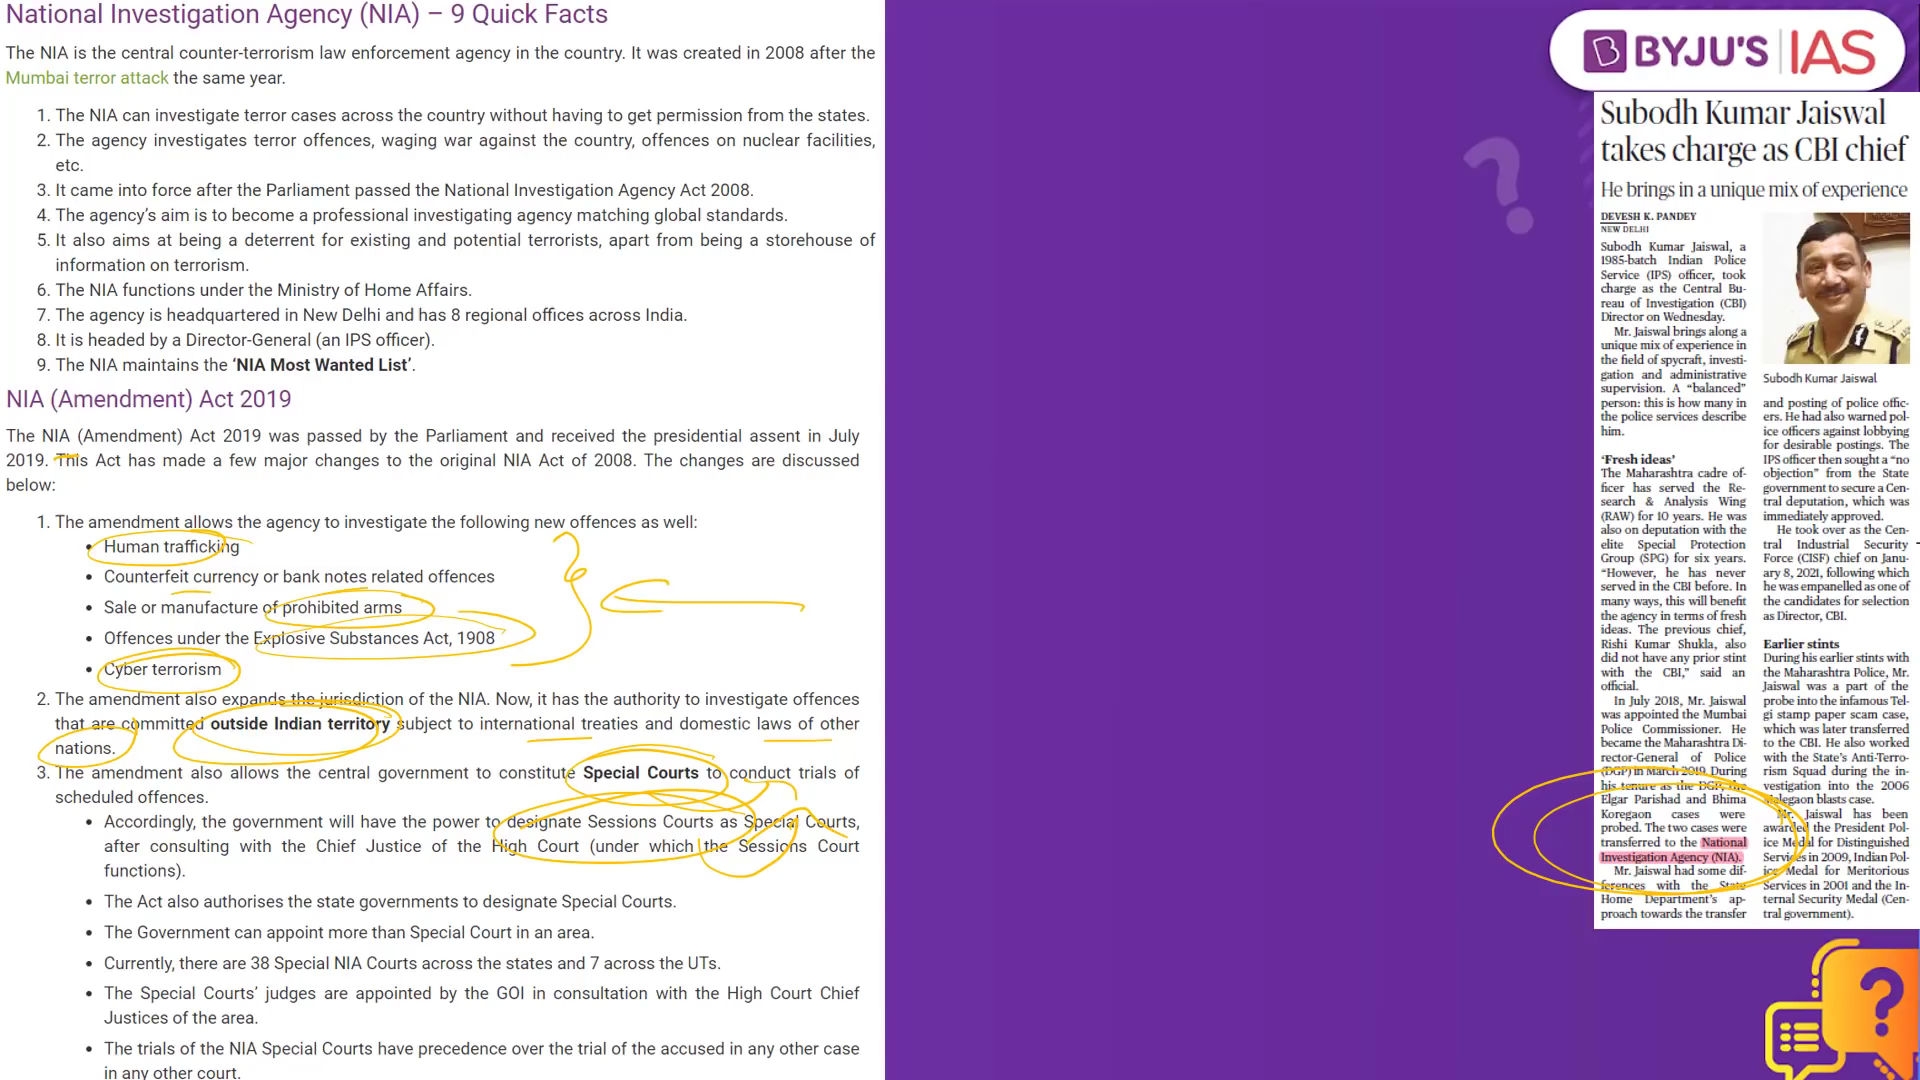 National Investigation Agency (NIA) – 9 Quick Facts
The NIA is the central counter-terrorism law enforcement agency in the country. It was created in 2008 after the
Mumbai terror attack the same year.
1. The NIA can investigate terror cases across the country without having to get permission from the states.
2. The agency investigates terror offences, waging war against the country, offences on nuclear facilities,
etc.
3. It came into force after the Parliament passed the National Investigation Agency Act 2008.
4. The agency's aim is to become a professional investigating agency matching global standards.
5. It also aims at being a deterrent for existing and potential terrorists, apart from being a storehouse of
information on terrorism.
6. The NIA functions under the Ministry of Home Affairs.
7. The agency is headquartered in New Delhi and has 8 regional offices across India.
8. It is headed by a Director-General (an IPS officer).
9. The NIA maintains the 'NIA Most Wanted List'.
NIA (Amendment) Act 2019
The NIA (Amendment) Act 2019 was passed by the Parliament and received the presidential assent in July
2019. This Act has made a few major changes to the original NIA Act of 2008. The changes are discussed
below:
1. The amendment allows the agency to investigate the following new offences as well:
• Human trafficking
• Counterfeit currency or bank notes related offences
• Sale or manufacture of prohibited arms
• Offences under the Explosive Substances Act, 1908
• Cyber terrorism
2. The amendment also expands the jurisdiction of the NIA. Now, it has the authority to investigate offences
that are committed outside Indian territory subject to international treaties and domestic laws of other
nations.
3. The amendment also allows the central government to constitute Special Courts to conduct trials of
scheduled offences.
• Accordingly, the government will have the power to designate Sessions Courts as Special Courts,
after consulting with the Chief Justice of the High Court (under which the Sessions Court
functions).
• The Act also authorises the state governments to designate Special Courts.
• The Government can appoint more than Special Court in an area.
• Currently, there are 38 Special NIA Courts across the states and 7 across the UTs.
• The Special Courts' judges are appointed by the GOI in consultation with the High Court Chief
Justices of the area.
• The trials of the NIA Special Courts have precedence over the trial of the accused in any other case
in any other court.
BYJU'S IAS
Subodh Kumar Jaiswal
takes charge as CBI chief
He brings in a unique mix of experience
DEVESH K. PANDEY
NEW DELHI
Subodh Kumar Jaiswal, a
1985-batch Indian Police
Service (IPS) officer, took
charge as the Central Bu-
reau of Investigation (CBI)
Director on Wednesday.
Mr. Jaiswal brings along a
unique mix of experience in
the field of spycraft, investi-
gation and administrative
supervision. A "balanced"
person: this is how many in
the police services describe
him.
'Fresh ideas'
The Maharashtra cadre of-
ficer has served the Re-
search & Analysis Wing
(RAW) for 10 years. He was
also on deputation with the
elite Special Protection
Group (SPG) for six years.
"However, he has never
served in the CBI before. In
many ways, this will benefit
the agency in terms of fresh
ideas. The previous chief,
Rishi Kumar Shukla, also
did not have any prior stint
with the CBI," said an
official.
In July 2018, Mr. Jaiswal
was appointed the Mumbai
Police Commissioner. He
became the Maharashtra Di-
rector-General of Police
(DGP) in March 2019. During
his tenure as the DGP, the
Elgar Parishad and Bhima
Koregaon cases were
probed. The two cases were
transferred to the National
Investigation Agency (NIA).
Mr. Jaiswal had some dif-
ferences with the State
Home Department's ap-
proach towards the transfer
Subodh Kumar Jaiswal
and posting of police offic-
ers. He had also warned pol-
ice officers against lobbying
for desirable postings. The
IPS officer then sought a "no
objection" from the State
government to secure a Cen-
tral deputation, which was
immediately approved.
He took over as the Cen-
tral Industrial Security
Force (CISF) chief on Janu-
ary 8, 2021, following which
he was empanelled as one of
the candidates for selection
as Director, CBI.
Earlier stints
During his earlier stints with
the Maharashtra Police, Mr.
Jaiswal was a part of the
probe into the infamous Tel-
gi stamp paper scam case,
which was later transferred
to the CBI. He also worked
with the State's Anti-Terro-
rism Squad during the in-
vestigation into the 2006
Malegaon blasts case.
Mr. Jaiswal has been
awarded the President Pol-
ice Medal for Distinguished
Services in 2009, Indian Pol-
ice Medal for Meritorious
Services in 2001 and the In-
ternal Security Medal (Cen-
tral government).